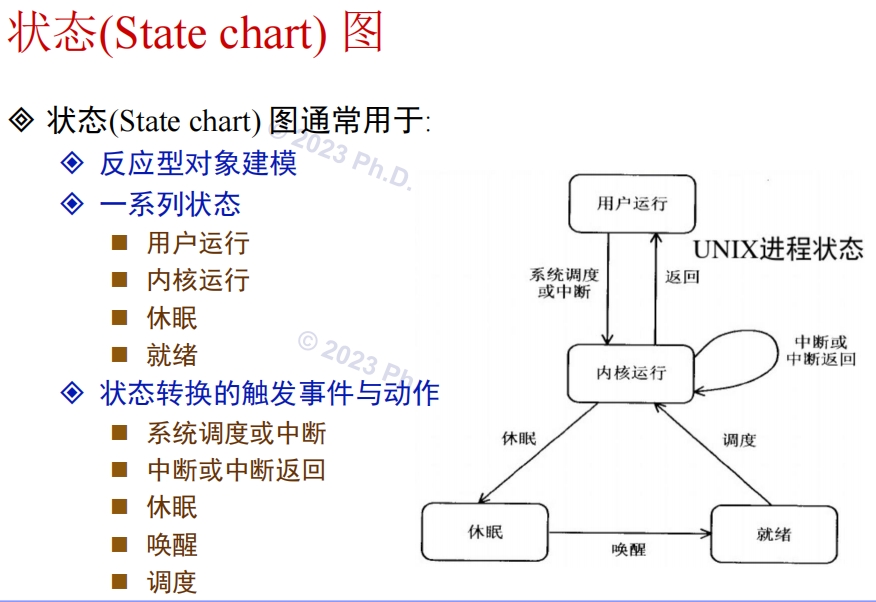 状态(State chart) 图
状态(State chart) 图通常用于:
反应型对象建模
一系列状态
用户运行
内核运行
休眠
就绪
状态转换的触发事件与动作
系统调度或中断
中断或中断返回
休眠
唤醒
调度
© 2023 Ph.D.
© 2023 Ph
用户运行
UNIX进程状态
系统调度
或中断
返回
内核运行
中断或
中断返回
休眠
调度
休眠
唤醒
就绪